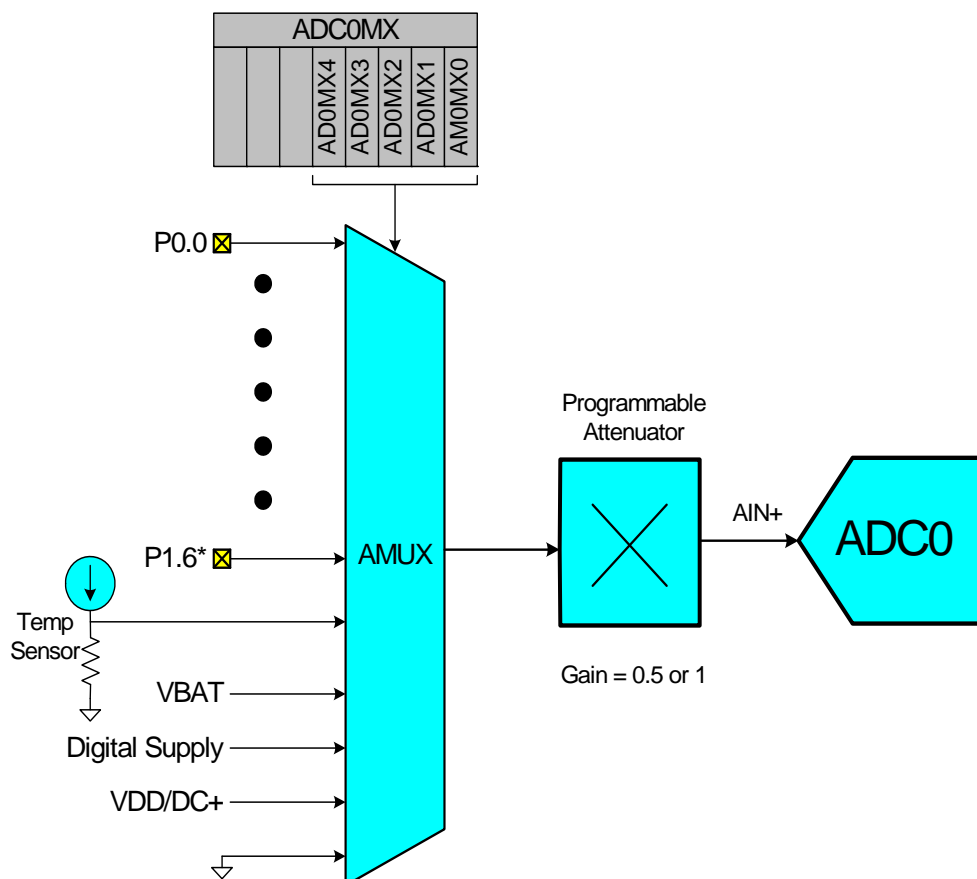 ADC0MX
AD0MX4
AD0MX3
AD0MX2
AD0MX1
AM0MX0
P0.0
Programmable
Attenuator
P1.6*
AMUX
AIN+
ADC0
Temp
Sensor
Gain = 0.5 or 1
VBAT
Digital Supply
VDD/DC+